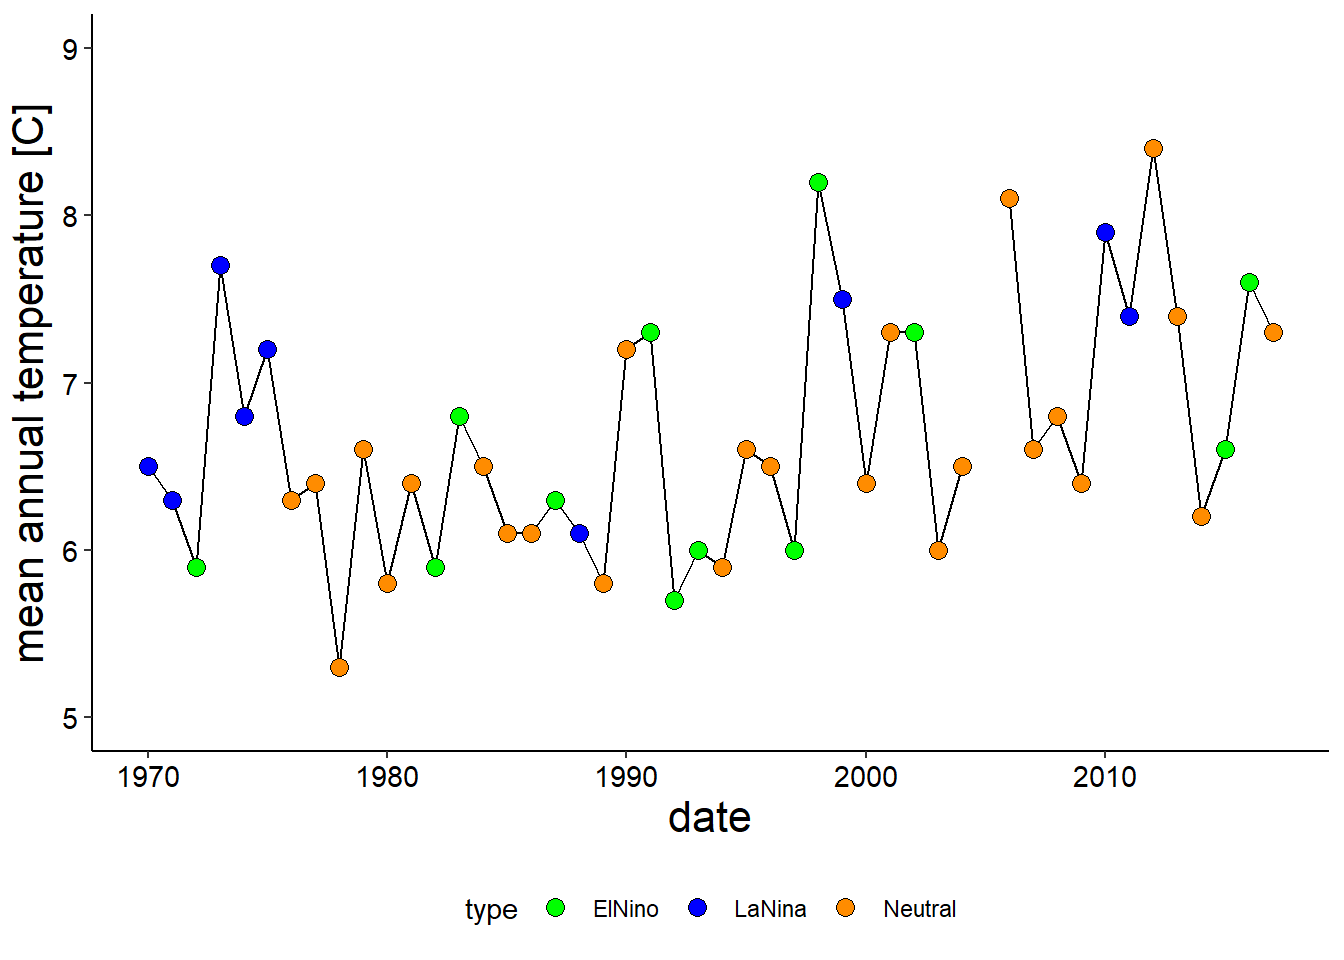 mean annual temperature [C]
9
8
7
6
5
1970 1980 1990 2000 2010
date
type ElNino LaNina Neutral